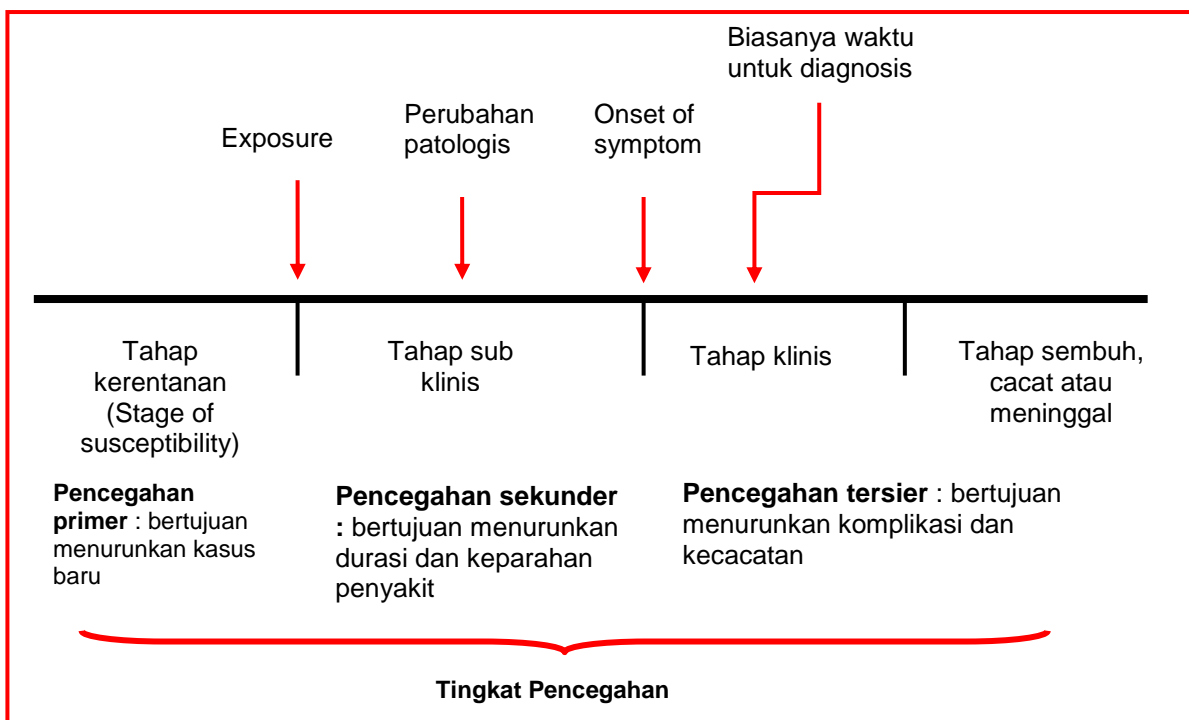 Biasanya waktu
untuk diagnosis
Exposure
Perubahan
patologis
Onset of
symptom
Tahap
kerentanan
(Stage of
susceptibility)
Tahap sub
klinis
Tahap klinis
Tahap sembuh,
cacat atau
meninggal
Pencegahan
primer : bertujuan
menurunkan kasus
baru
Pencegahan sekunder
: bertujuan menurunkan
durasi dan keparahan
penyakit
Pencegahan tersier : bertujuan
menurunkan komplikasi dan
kecacatan
Tingkat Pencegahan